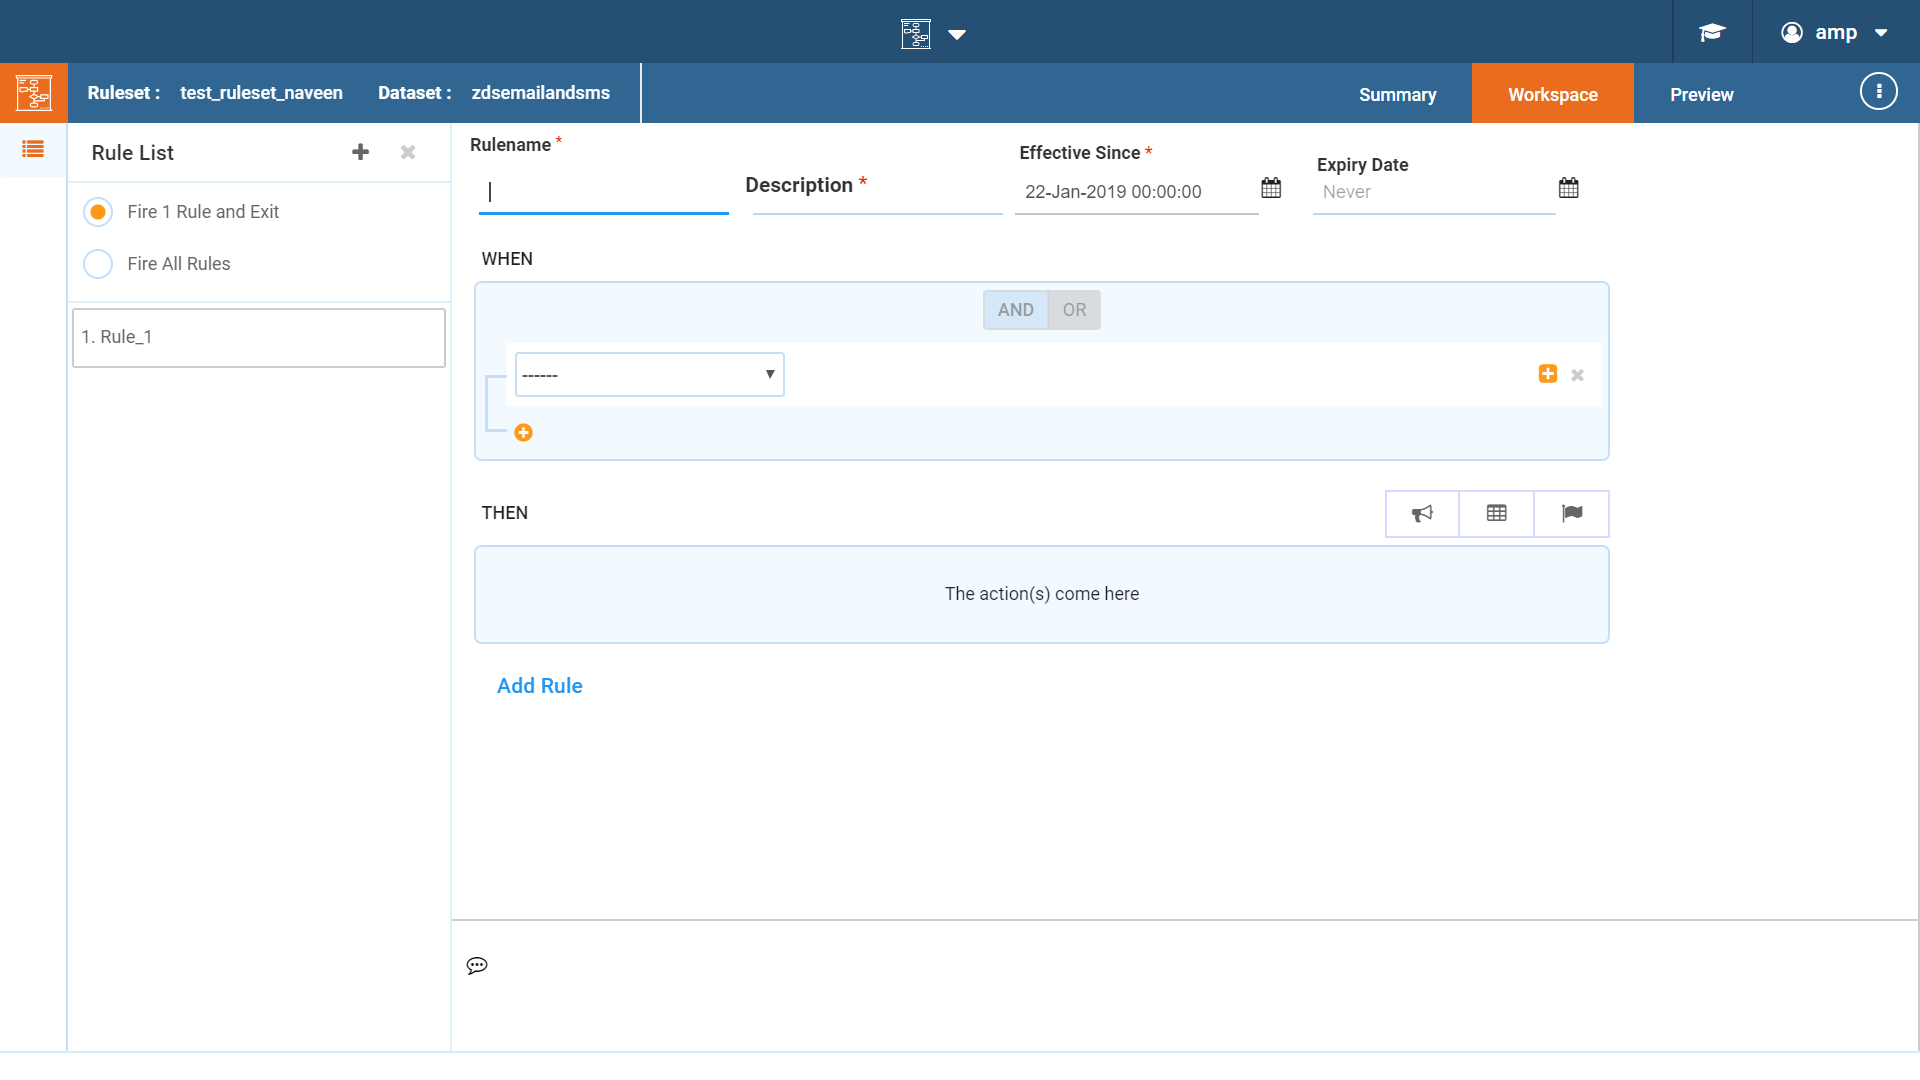 amp
Ruleset : test_ruleset_naveen Dataset : zdsemailandsms
Summary Workspace Preview
Rule List
Fire 1 Rule and Exit
Fire All Rules
1. Rule_1
Rulename *
Description *
Effective Since *
22-Jan-2019 00:00:00
Expiry Date
Never
WHEN
AND OR
------
THEN
The action(s) come here
Add Rule